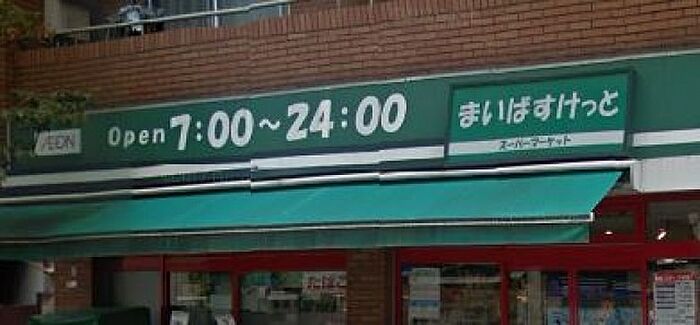 AEON
Open 7:00～24:00
まいばすけっと
スーパーマーケット
たばこ